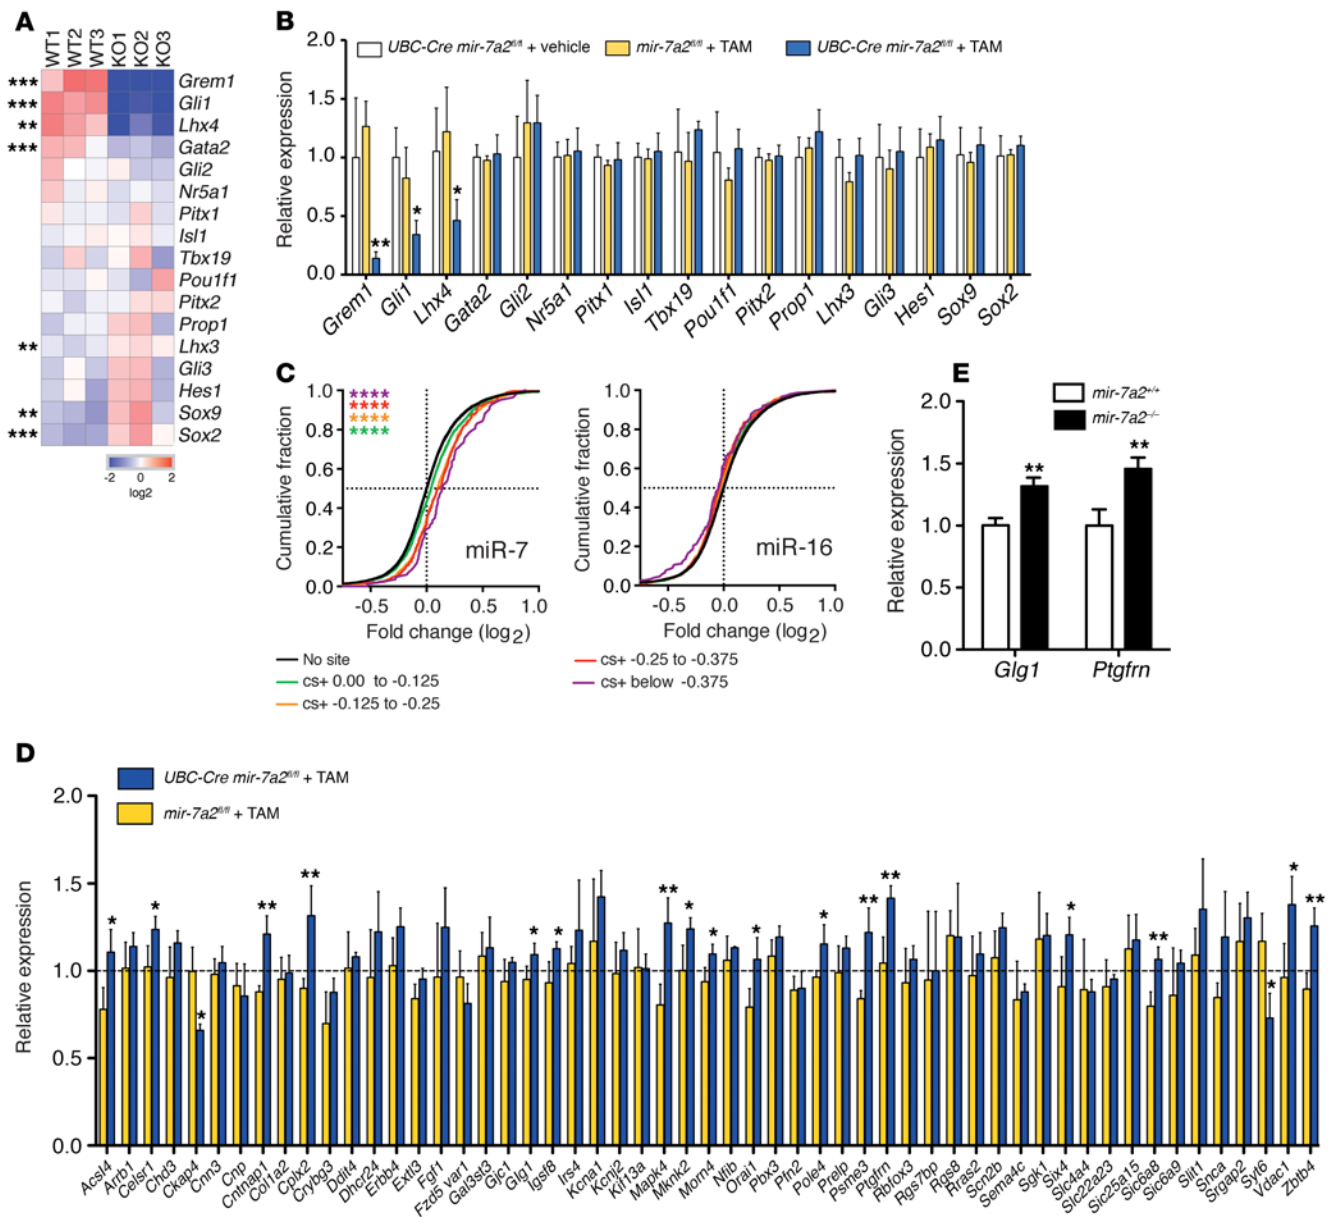 A
WT1 WT2 WT3 KO1 KO2 KO3
*** Grem1
*** Gli1
** Lhx4
*** Gata2
Gli2
Nr5a1
Pitx1
Isl1
Tbx19
Pou1f1
Pitx2
Prop1
** Lhx3
Gli3
Hes1
** Sox9
*** Sox2
-2 0 2
log2
B
UBC-Cre mir-7a2fl/fl + vehicle mir-7a2fl/fl + TAM UBC-Cre mir-7a2fl/fl + TAM
Relative expression
2.0
1.5
1.0
0.5
0.0
** * *
Grem1 Gli1 Lhx4 Gata2 Gli2 Nr5a1 Pitx1 Isl1 Tbx19 Pou1f1 Pitx2 Prop1 Lhx3 Gli3 Hes1 Sox9 Sox2
C
Cumulative fraction
1.0
0.8
0.6
0.4
0.2
0.0
****
****
****
****
miR-7
-0.5 0.0 0.5 1.0
Fold change (log2)
Cumulative fraction
1.0
0.8
0.6
0.4
0.2
0.0
miR-16
-0.5 0.0 0.5 1.0
Fold change (log2)
No site
cs+ 0.00 to -0.125
cs+ -0.125 to -0.25
cs+ -0.25 to -0.375
cs+ below -0.375
E
mir-7a2+/+
mir-7a2-/-
Relative expression
2.0
1.5
1.0
0.5
0.0
** **
Glg1 Ptgfrn
D
UBC-Cre mir-7a2fl/fl + TAM
mir-7a2fl/fl + TAM
Relative expression
2.0
1.5
1.0
0.5
0.0
* * * ** ** * * ** * * * * ** ** * ** * * **
Acsl4 Arrb1 Celsr1 Chd3 Ckap4 Cnn3 Cnp Cntnap1 Col1a2 Cplx2 Crybg3 Ddit4 Dhcr24 Erbb4 Extl3 Fgf1 Fzd5 var1 Gal3st3 Gjc1 Glg1 Igsf8 Irs4 Kcna1 Kcnj2 Kif13a Mapk4 Mknk2 Morn4 Nfib Orai1 Pbx3 Pln2 Pole4 Prelp Psme3 Ptgfrn Rbfox3 Rgs7bp Rgs8 Rras2 Scn2b Sema4c Sgk1 Six4 Slc4a4 Slc22a23 Slc25a15 Slc6a8 Slc6a9 Slit1 Snca Srgap2 Syt6 Vdac1 Zbtb4